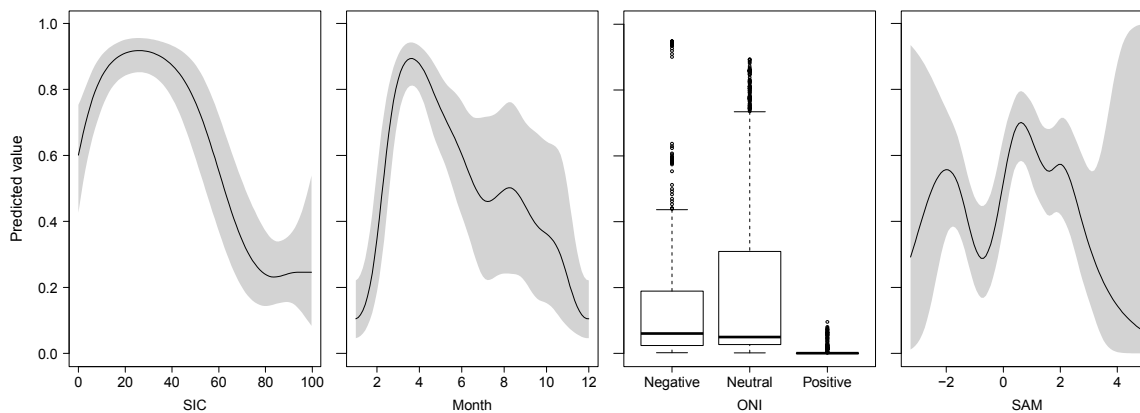 Predicted value
1.0
0.8
0.6
0.4
0.2
0.0
0 20 40 60 80 100
SIC
2 4 6 8 10 12
Month
Negative Neutral Positive
ONI
−2 0 2 4
SAM